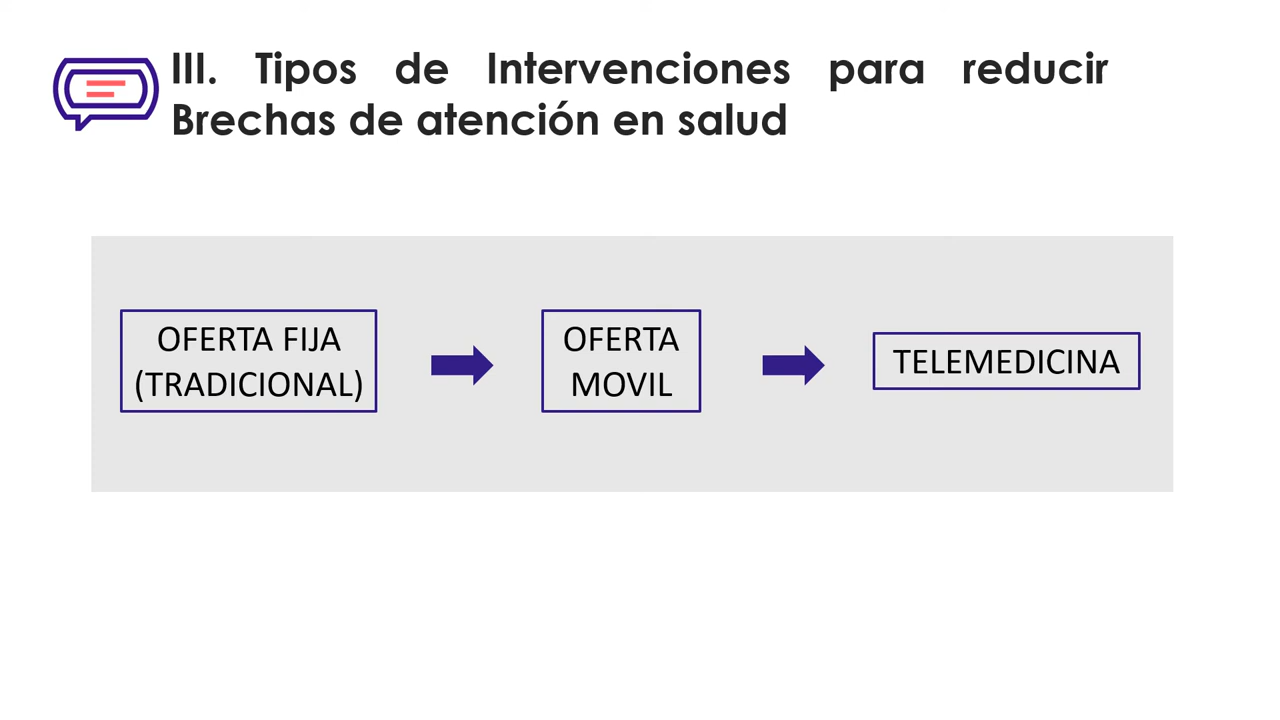 III. Tipos de Intervenciones para reducir
Brechas de atención en salud
OFERTA FIJA
(TRADICIONAL)
OFERTA
MOVIL
TELEMEDICINA